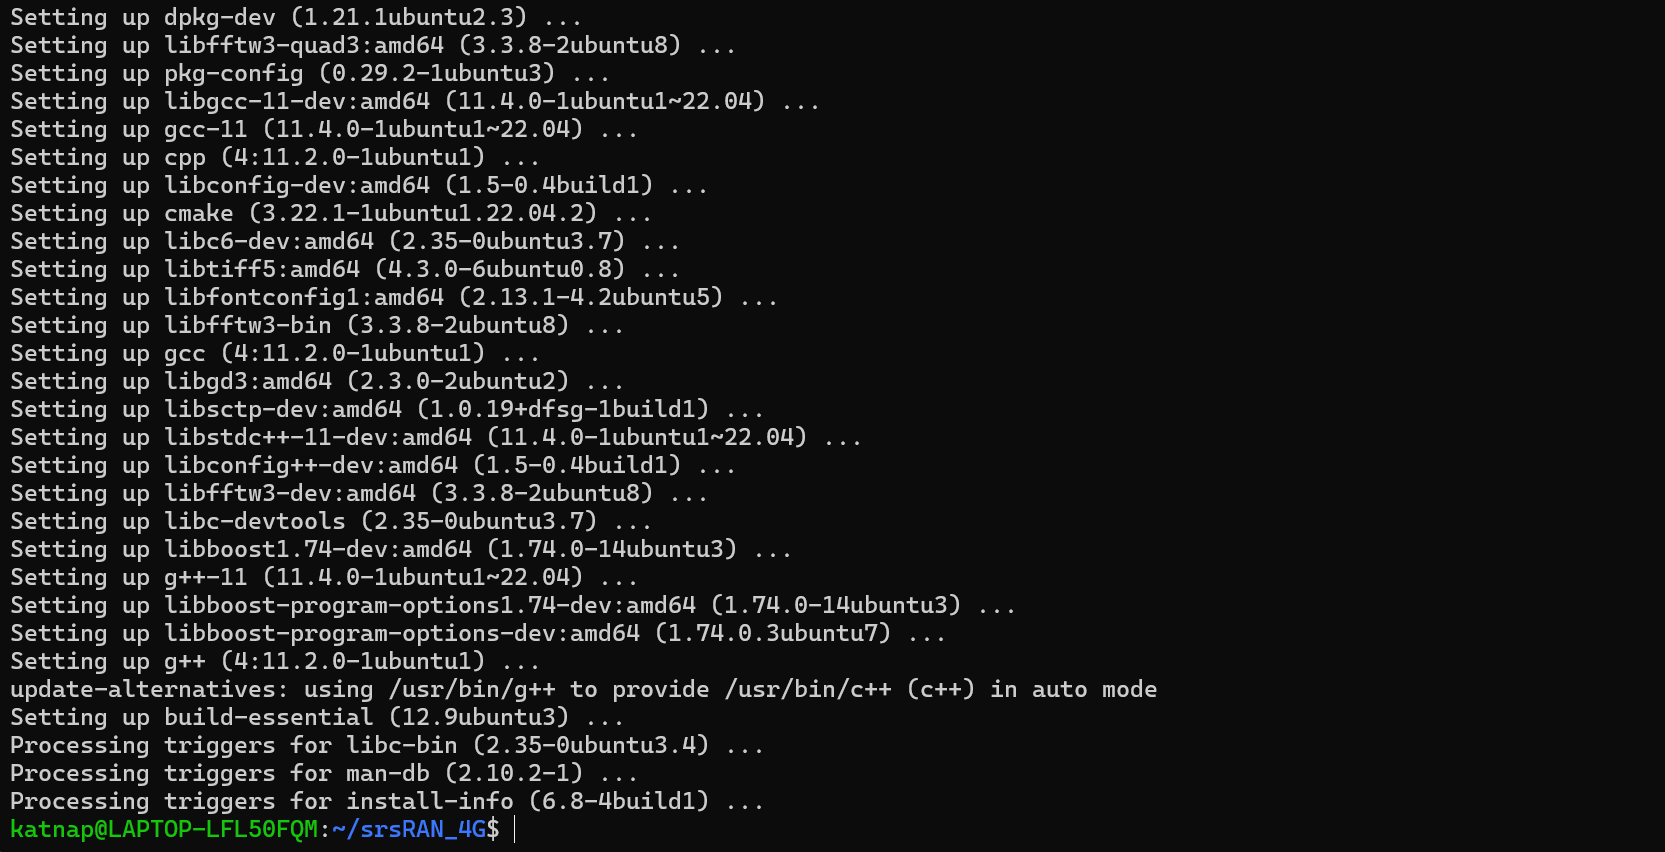 Setting up dpkg-dev (1.21.1ubuntu2.3) ...
Setting up libfftw3-quad3:amd64 (3.3.8-2ubuntu8) ...
Setting up pkg-config (0.29.2-1ubuntu3) ...
Setting up libgcc-11-dev:amd64 (11.4.0-1ubuntu1~22.04) ...
Setting up gcc-11 (11.4.0-1ubuntu1~22.04) ...
Setting up cpp (4:11.2.0-1ubuntu1) ...
Setting up libconfig-dev:amd64 (1.5-0.4build1) ...
Setting up cmake (3.22.1-1ubuntu1.22.04.2) ...
Setting up libc6-dev:amd64 (2.35-0ubuntu3.7) ...
Setting up libtiff5:amd64 (4.3.0-6ubuntu0.8) ...
Setting up libfontconfig1:amd64 (2.13.1-4.2ubuntu5) ...
Setting up libfftw3-bin (3.3.8-2ubuntu8) ...
Setting up gcc (4:11.2.0-1ubuntu1) ...
Setting up libgd3:amd64 (2.3.0-2ubuntu2) ...
Setting up libsctp-dev:amd64 (1.0.19+dfsg-1build1) ...
Setting up libstdc++-11-dev:amd64 (11.4.0-1ubuntu1~22.04) ...
Setting up libconfig++-dev:amd64 (1.5-0.4build1) ...
Setting up libfftw3-dev:amd64 (3.3.8-2ubuntu8) ...
Setting up libc-devtools (2.35-0ubuntu3.7) ...
Setting up libboost1.74-dev:amd64 (1.74.0-14ubuntu3) ...
Setting up g++-11 (11.4.0-1ubuntu1~22.04) ...
Setting up libboost-program-options1.74-dev:amd64 (1.74.0-14ubuntu3) ...
Setting up libboost-program-options-dev:amd64 (1.74.0.3ubuntu7) ...
Setting up g++ (4:11.2.0-1ubuntu1) ...
update-alternatives: using /usr/bin/g++ to provide /usr/bin/c++ (c++) in auto mode
Setting up build-essential (12.9ubuntu3) ...
Processing triggers for libc-bin (2.35-0ubuntu3.4) ...
Processing triggers for man-db (2.10.2-1) ...
Processing triggers for install-info (6.8-4build1) ...
katnap@LAPTOP-LFL50FQM:~/srsRAN_4G$